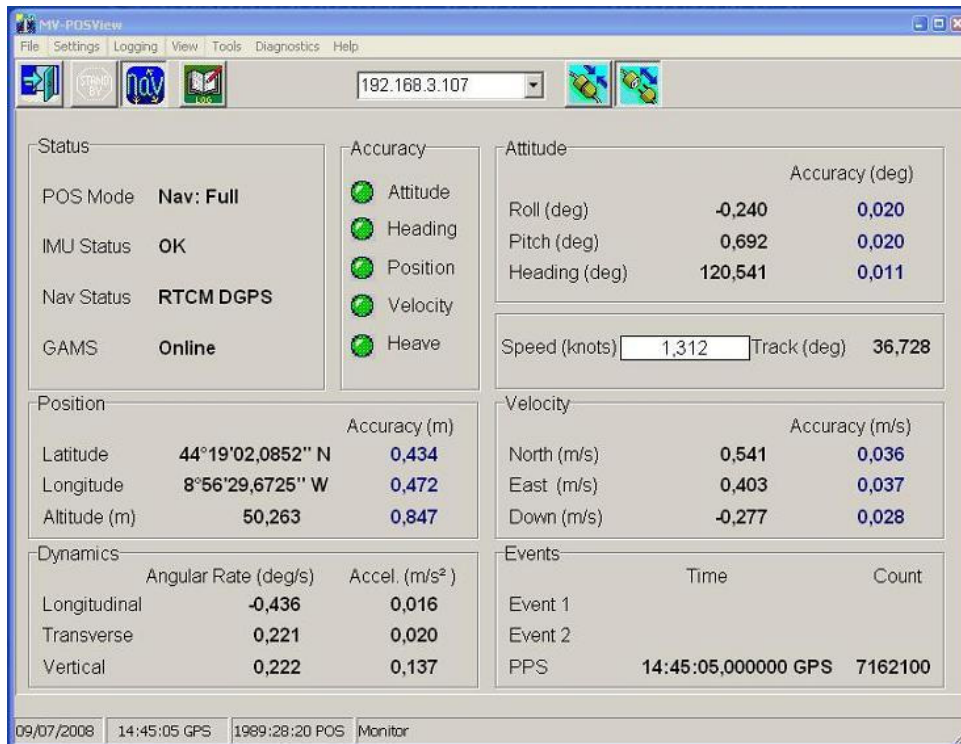 MV-POSView
File Settings Logging View Tools Diagnostics Help
STAND BY nav LOG 192.168.3.107
Status
POS Mode Nav: Full
IMU Status OK
Nav Status RTCM DGPS
GAMS Online
Accuracy
Attitude
Heading
Position
Velocity
Heave
Attitude
Accuracy (deg)
Roll (deg) -0,240 0,020
Pitch (deg) 0,692 0,020
Heading (deg) 120,541 0,011
Speed (knots) 1,312 Track (deg) 36,728
Position
Accuracy (m)
Latitude 44°19'02,0852" N 0,434
Longitude 8°56'29,6725" W 0,472
Altitude (m) 50,263 0,847
Velocity
Accuracy (m/s)
North (m/s) 0,541 0,036
East (m/s) 0,403 0,037
Down (m/s) -0,277 0,028
Dynamics
Angular Rate (deg/s) Accel. (m/s²)
Longitudinal -0,436 0,016
Transverse 0,221 0,020
Vertical 0,222 0,137
Events
Time Count
Event 1
Event 2
PPS 14:45:05,000000 GPS 7162100
09/07/2008 14:45:05 GPS 1989:28:20 POS Monitor